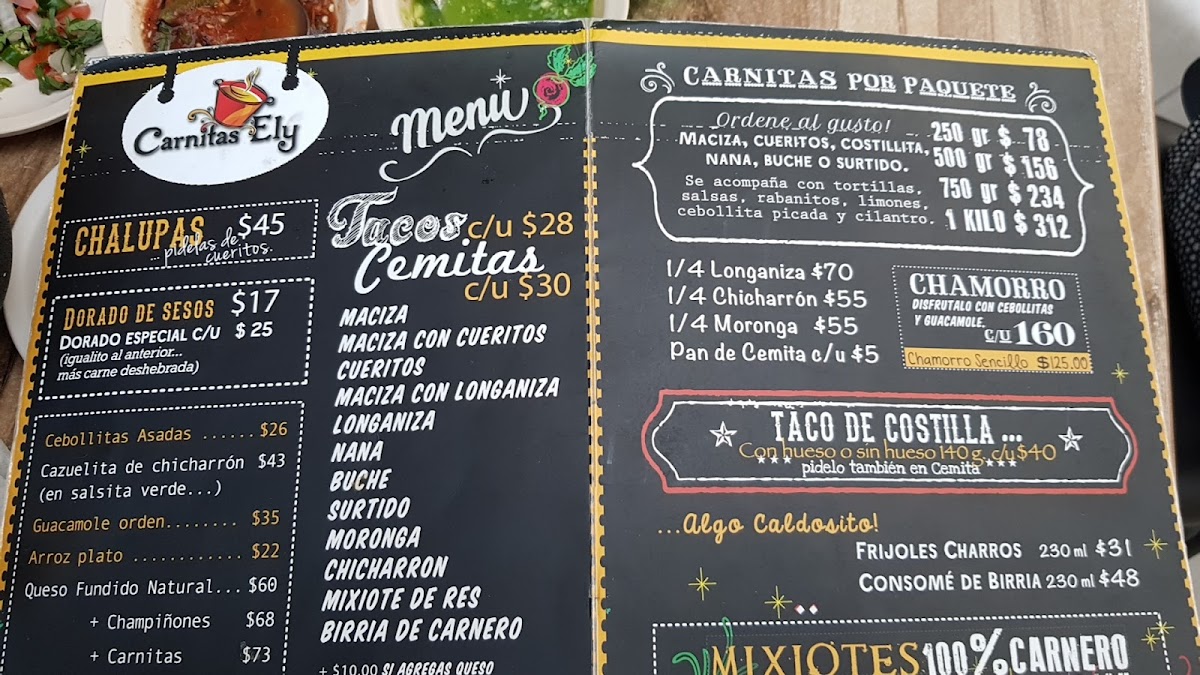 Carnitas Ely
Menú
CHALUPAS $45
pídelas de
cueritos.
DORADO DE SESOS $17
DORADO ESPECIAL C/U $ 25
(igualito al anterior...
más carne deshebrada)
Cebollitas Asadas ...... $26
Cazuelita de chicharrón $43
(en salsita verde...)
Guacamole orden........ $35
Arroz plato ............ $22
Queso Fundido Natural... $60
+ Champiñones $68
+ Carnitas $73
Tacos c/u $28
Cemitas
c/u $30
MACIZA
MACIZA CON CUERITOS
CUERITOS
MACIZA CON LONGANIZA
LONGANIZA
NANA
BUCHE
SURTIDO
MORONGA
CHICHARRON
MIXIOTE DE RES
BIRRIA DE CARNERO
+ $10.00 SI AGREGAS QUESO
CARNITAS POR PAQUETE
Ordene al gusto!
MACIZA, CUERITOS, COSTILLITA,
NANA, BUCHE O SURTIDO.
Se acompaña con tortillas,
salsas, rabanitos, limones,
cebollita picada y cilantro.
250 gr $ 78
500 gr $ 156
750 gr $ 234
1 KILO $ 312
1/4 Longaniza $70
1/4 Chicharrón $55
1/4 Moronga $55
Pan de Cemita c/u $5
CHAMORRO
DISFRUTALO CON CEBOLLITAS
Y GUACAMOLE.
C/U 160
Chamorro Sencillo $125.00
TACO DE COSTILLA ...
Con hueso o sin hueso 140 g. c/u $40
pídelo también en Cemita
...Algo Caldosito!
FRIJOLES CHARROS 230 ml $31
CONSOMÉ DE BIRRIA 230 ml $48
MIXIOTES 100% CARNERO